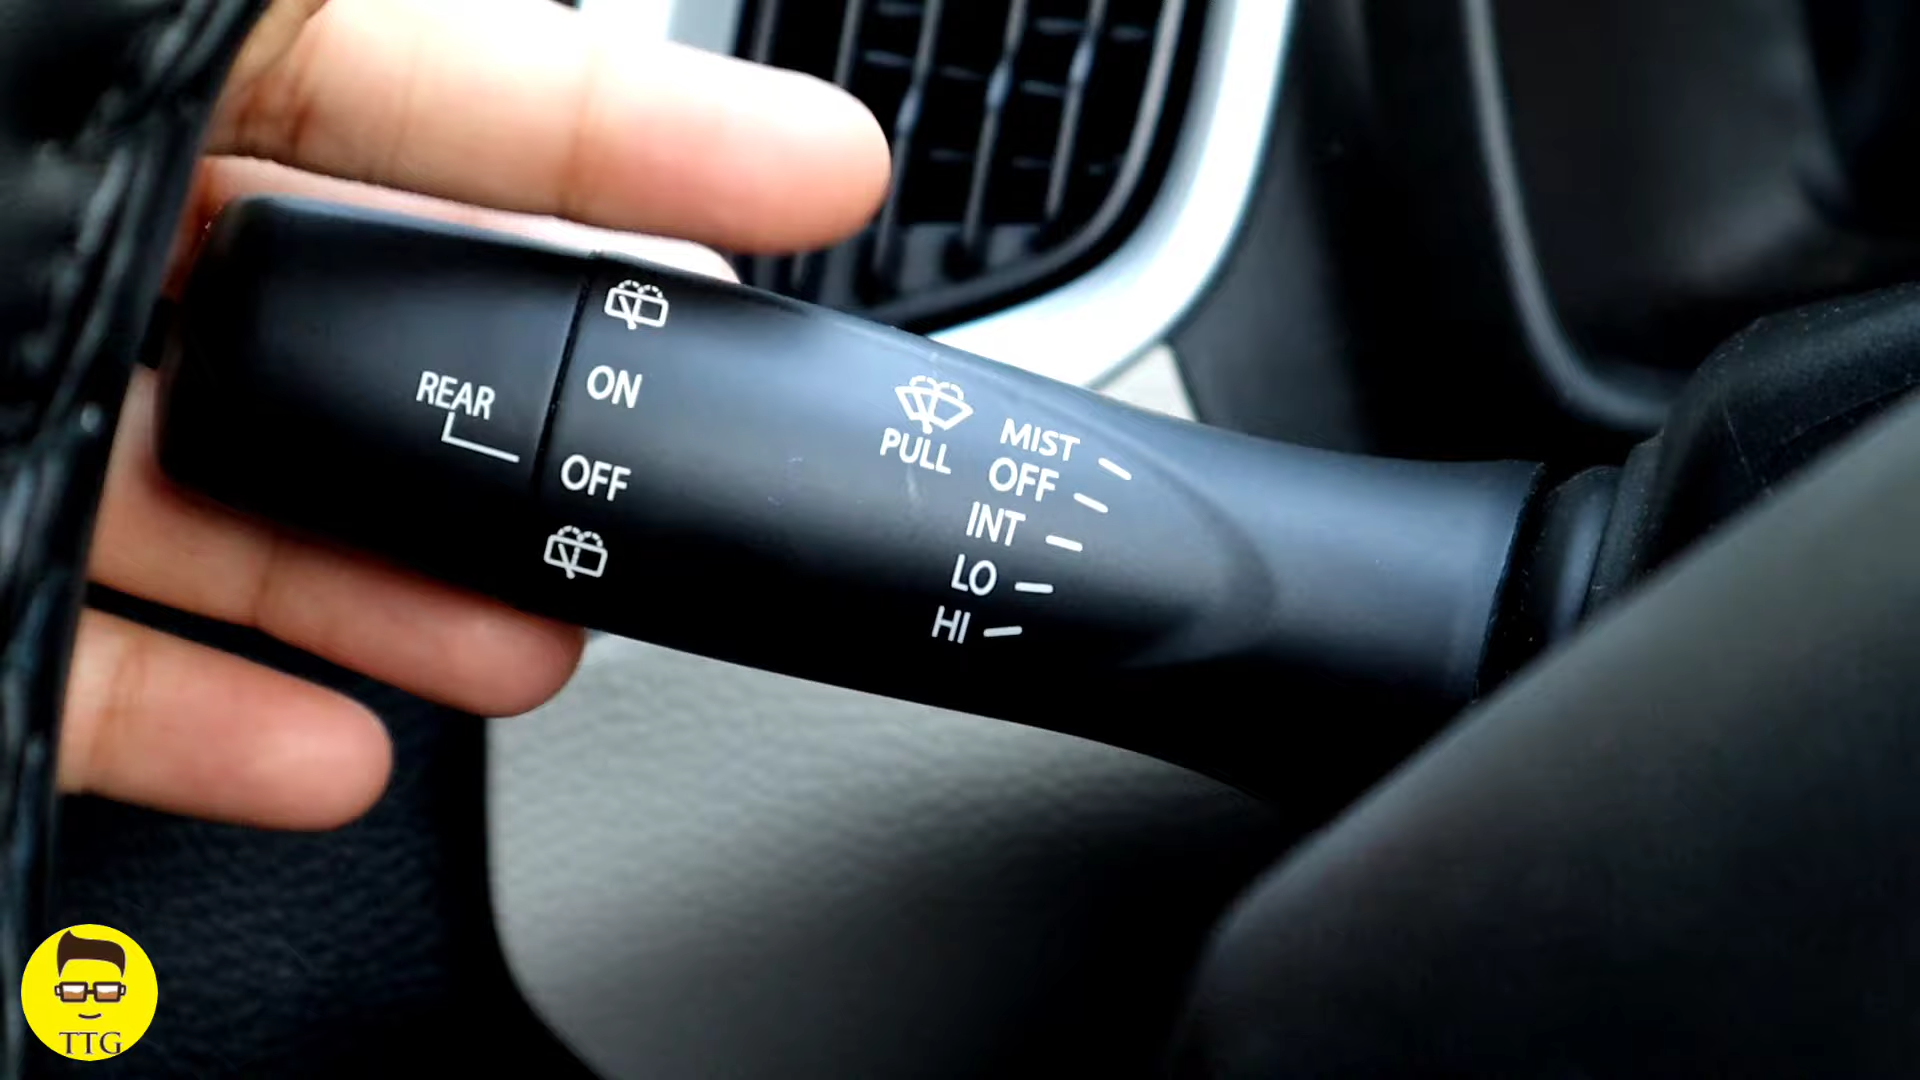 REAR
ON
OFF
PULL
MIST
OFF
INT
LO
HI
TTG